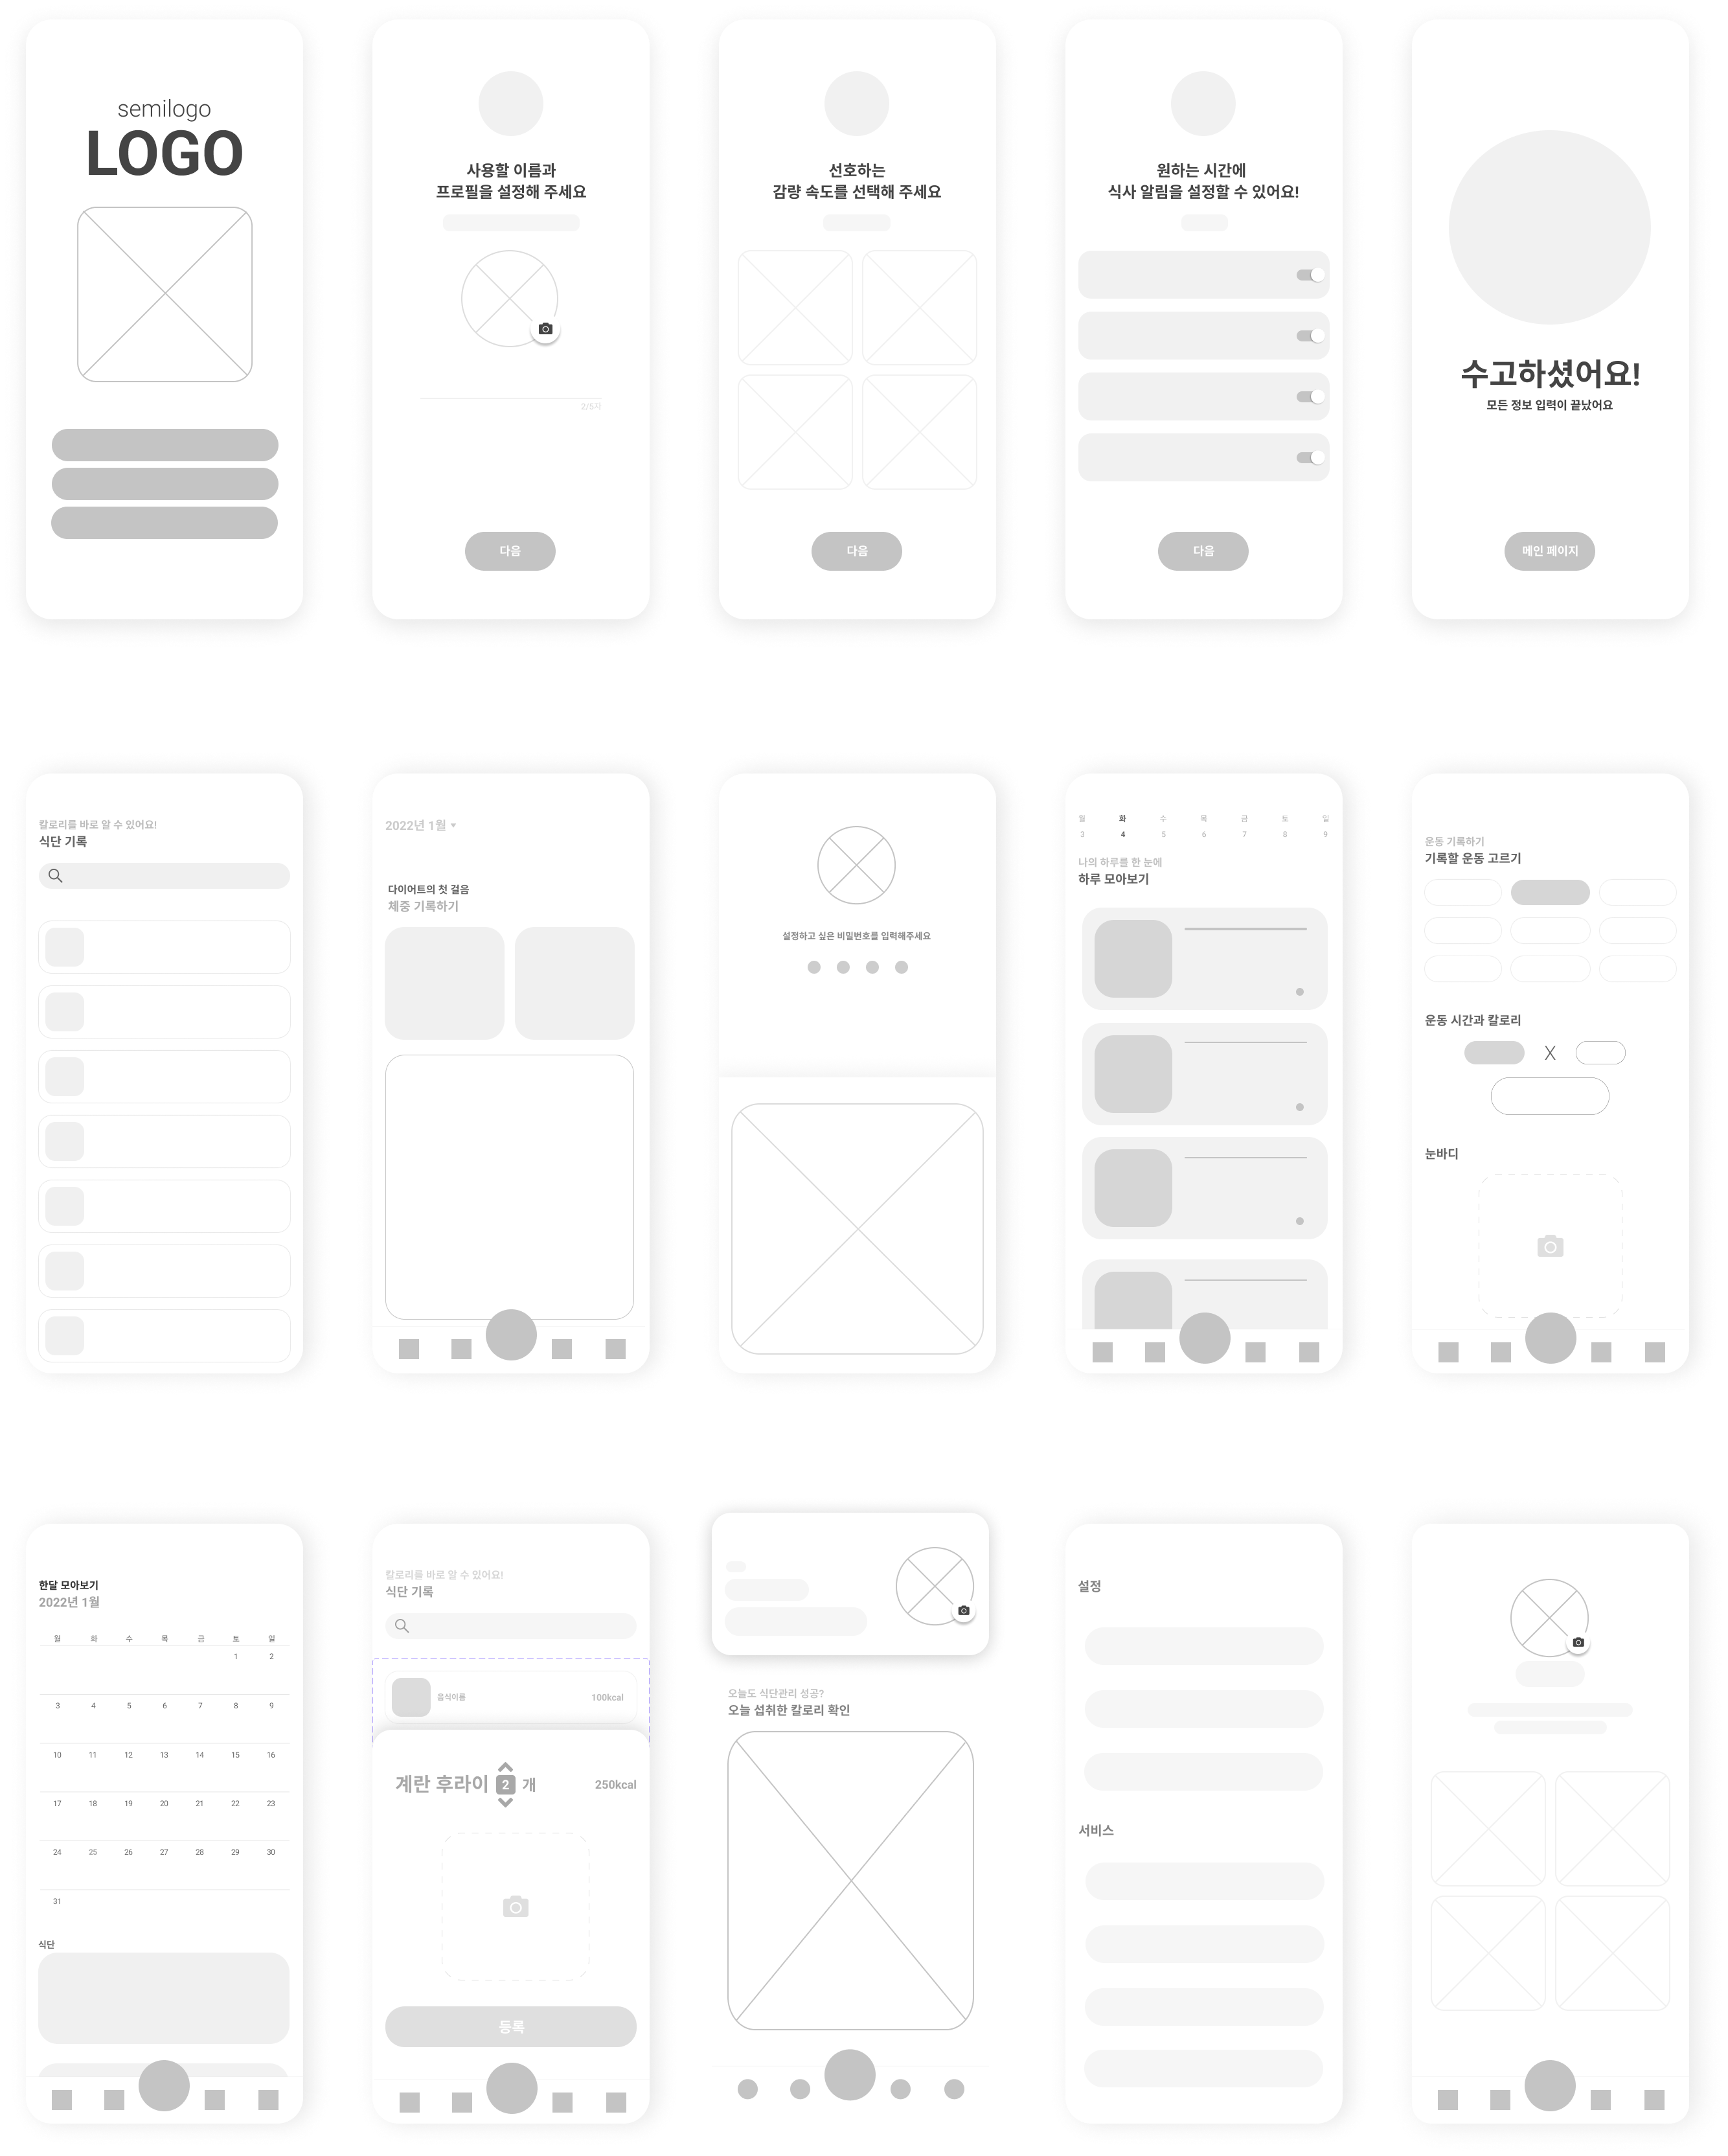 semilogo
LOGO
사용할 이름과
프로필을 설정해 주세요
2/5자
다음
선호하는
감량 속도를 선택해 주세요
다음
원하는 시간에
식사 알림을 설정할 수 있어요!
다음
수고하셨어요!
모든 정보 입력이 끝났어요
메인 페이지
칼로리를 바로 알 수 있어요!
식단 기록
2022년 1월
다이어트의 첫 걸음
체중 기록하기
설정하고 싶은 비밀번호를 입력해주세요
월 화 수 목 금 토 일
3 4 5 6 7 8 9
나의 하루를 한 눈에
하루 모아보기
운동 기록하기
기록할 운동 고르기
운동 시간과 칼로리
X
눈바디
한달 모아보기
2022년 1월
월 화 수 목 금 토 일
1 2
3 4 5 6 7 8 9
10 11 12 13 14 15 16
17 18 19 20 21 22 23
24 25 26 27 28 29 30
31
식단
칼로리를 바로 알 수 있어요!
식단 기록
음식이름 100kcal
계란 후라이 2 개 250kcal
등록
오늘도 식단관리 성공?
오늘 섭취한 칼로리 확인
설정
서비스